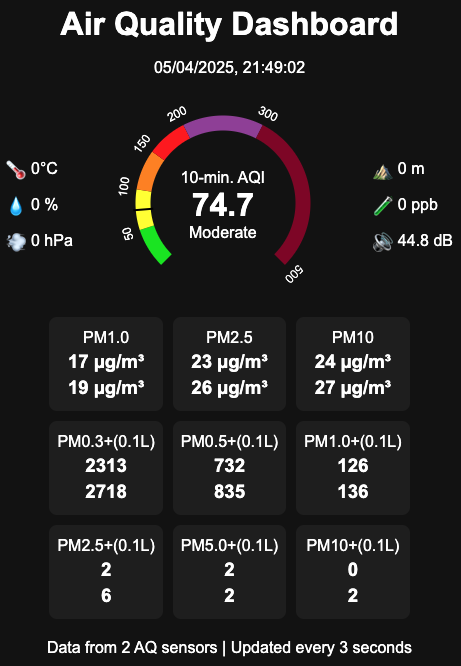 Air Quality Dashboard
05/04/2025, 21:49:02
50
100
150
200
300
500
0°C
0 %
0 hPa
10-min. AQI
74.7
Moderate
0 m
0 ppb
44.8 dB
PM1.0 PM2.5 PM10
17 µg/m³ 23 µg/m³ 24 µg/m³
19 µg/m³ 26 µg/m³ 27 µg/m³
PM0.3+(0.1L) PM0.5+(0.1L) PM1.0+(0.1L)
2313 732 126
2718 835 136
PM2.5+(0.1L) PM5.0+(0.1L) PM10+(0.1L)
2 2 0
6 2 2
Data from 2 AQ sensors | Updated every 3 seconds